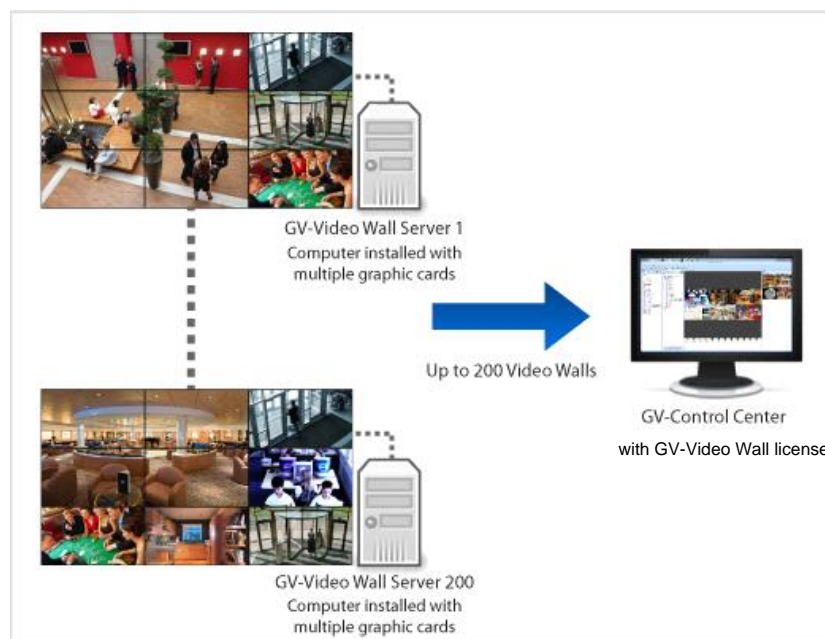 GV-Video Wall Server 1
Computer installed with
multiple graphic cards
Up to 200 Video Walls
GV-Control Center
with GV-Video Wall license
GV-Video Wall Server 200
Computer installed with
multiple graphic cards